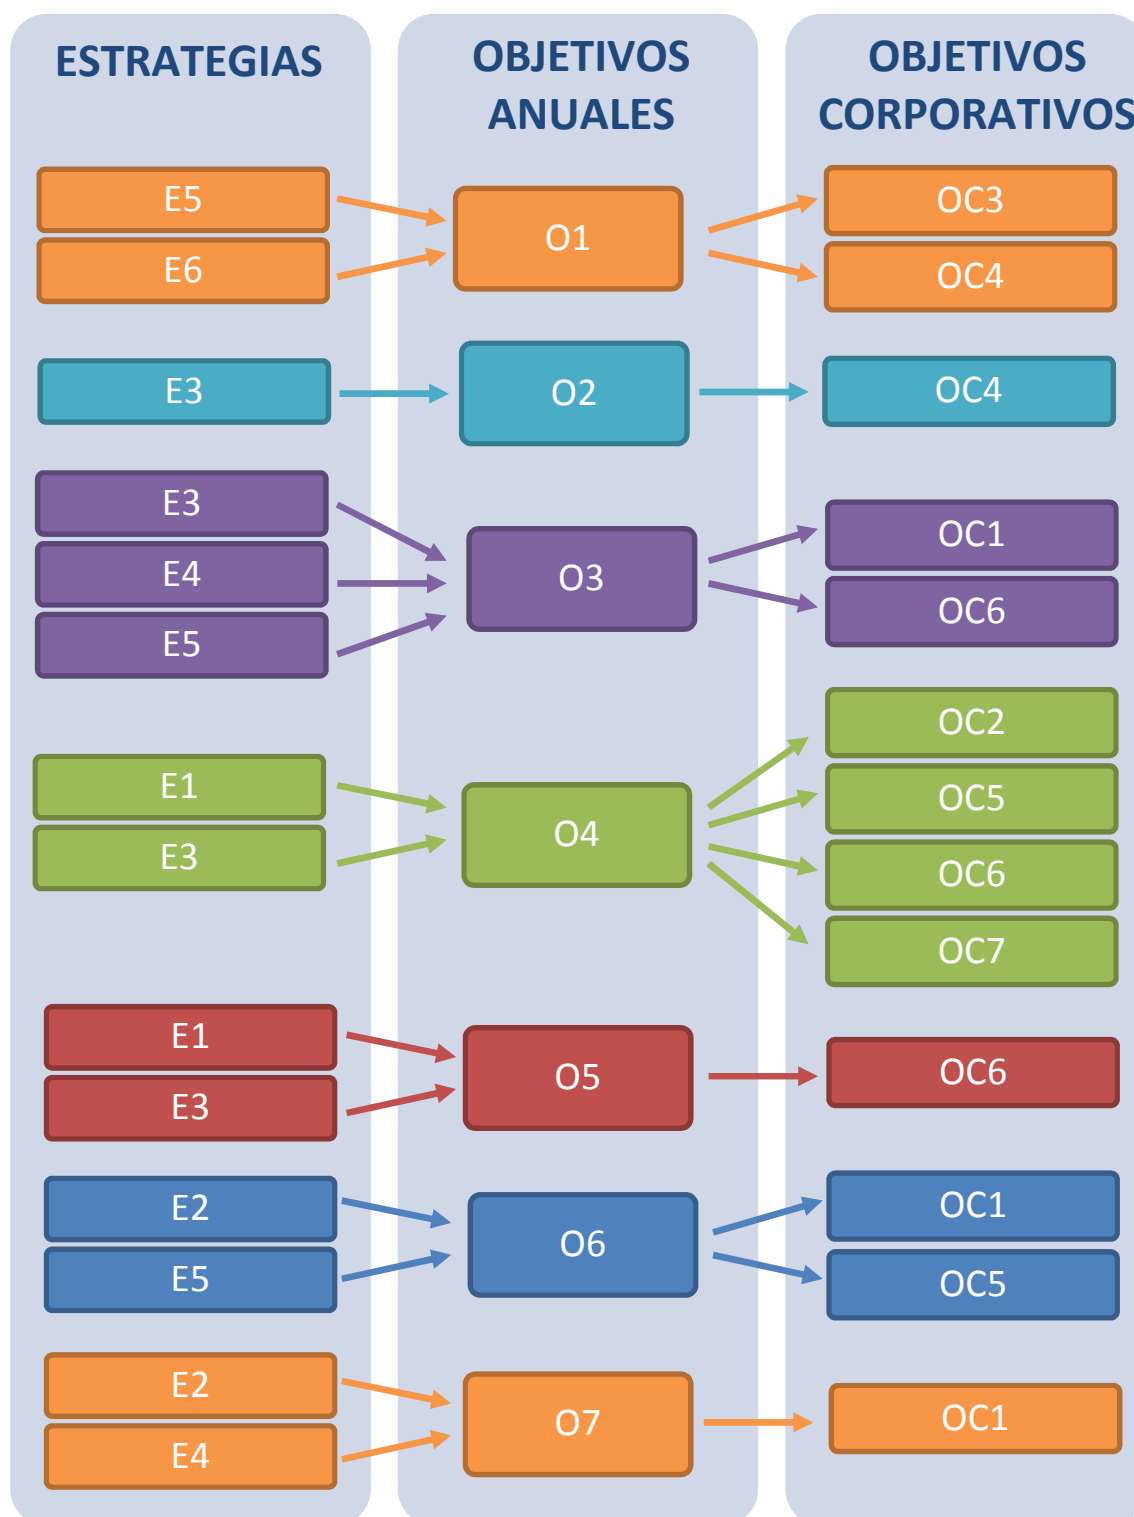 ESTRATEGIAS
OBJETIVOS
ANUALES
OBJETIVOS
CORPORATIVOS
E5
E6
O1
OC3
OC4
E3
O2
OC4
E3
E4
E5
O3
OC1
OC6
E1
E3
O4
OC2
OC5
OC6
OC7
E1
E3
O5
OC6
E2
E5
O6
OC1
OC5
E2
E4
O7
OC1